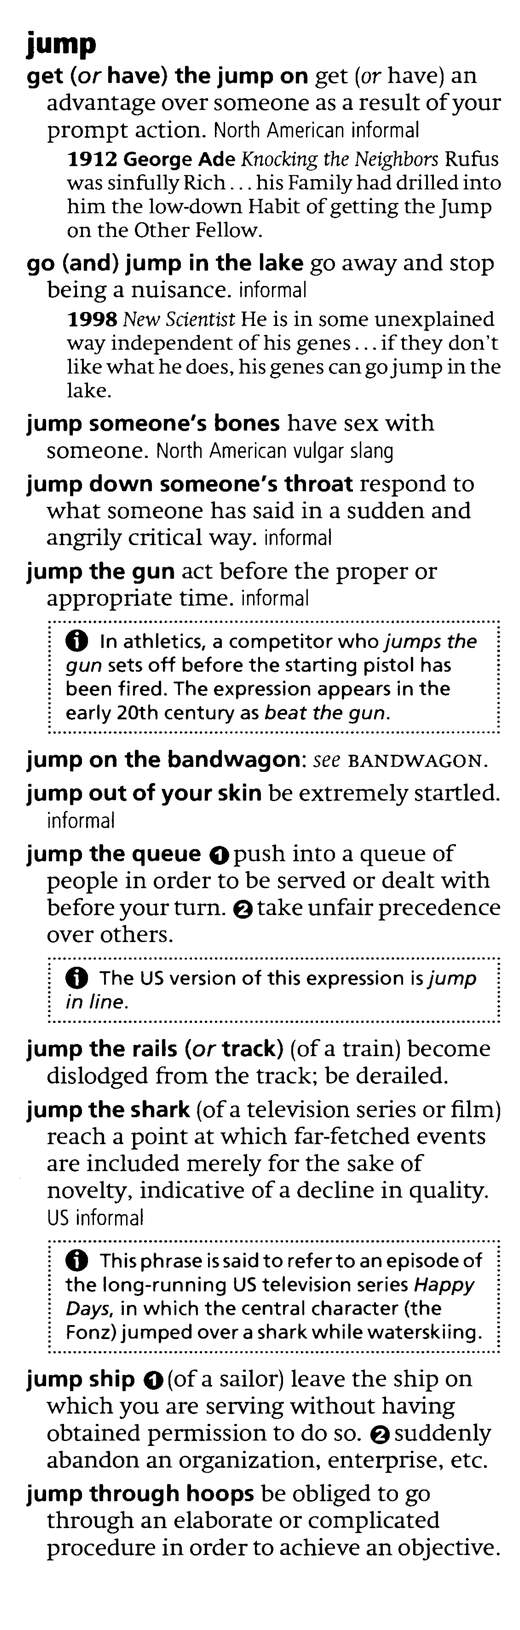 jump
get (or have) the jump on get (or have) an
advantage over someone as a result of your
prompt action. North American informal
1912 George Ade Knocking the Neighbors Rufus
was sinfully Rich . . . his Family had drilled into
him the low-down Habit of getting the Jump
on the Other Fellow.
go (and) jump in the lake go away and stop
being a nuisance. informal
1998 New Scientist He is in some unexplained
way independent of his genes . . . if they don't
like what he does, his genes can go jump in the
lake.
jump someone's bones have sex with
someone. North American vulgar slang
jump down someone's throat respond to
what someone has said in a sudden and
angrily critical way. informal
jump the gun act before the proper or
appropriate time. informal
i In athletics, a competitor who jumps the
gun sets off before the starting pistol has
been fired. The expression appears in the
early 20th century as beat the gun.
jump on the bandwagon: see BANDWAGON.
jump out of your skin be extremely startled.
informal
jump the queue ❶ push into a queue of
people in order to be served or dealt with
before your turn. ❷ take unfair precedence
over others.
i The US version of this expression is jump
in line.
jump the rails (or track) (of a train) become
dislodged from the track; be derailed.
jump the shark (of a television series or film)
reach a point at which far-fetched events
are included merely for the sake of
novelty, indicative of a decline in quality.
US informal
i This phrase is said to refer to an episode of
the long-running US television series Happy
Days, in which the central character (the
Fonz) jumped over a shark while waterskiing.
jump ship ❶ (of a sailor) leave the ship on
which you are serving without having
obtained permission to do so. ❷ suddenly
abandon an organization, enterprise, etc.
jump through hoops be obliged to go
through an elaborate or complicated
procedure in order to achieve an objective.